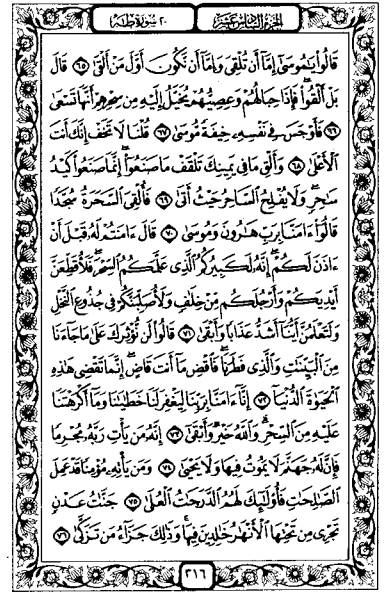 الجزء السادس عشر
٢٠ سورة طه
قَالُوا۟ يَـٰمُوسَىٰٓ إِمَّآ أَن تُلْقِىَ وَإِمَّآ أَن نَّكُونَ أَوَّلَ مَنْ أَلْقَىٰ ٦٥ قَالَ
بَلْ أَلْقُوا۟ فَإِذَا حِبَالُهُمْ وَعِصِيُّهُمْ يُخَيَّلُ إِلَيْهِ مِن سِحْرِهِمْ أَنَّهَا تَسْعَىٰ
٦٦ فَأَوْجَسَ فِى نَفْسِهِۦ خِيفَةً مُّوسَىٰ ٦٧ قُلْنَا لَا تَخَفْ إِنَّكَ أَنتَ
ٱلْأَعْلَىٰ ٦٨ وَأَلْقِ مَا فِى يَمِينِكَ تَلْقَفْ مَا صَنَعُوٓا۟ إِنَّمَا صَنَعُوا۟ كَيْدُ
سَـٰحِرٍ وَلَا يُفْلِحُ ٱلسَّاحِرُ حَيْثُ أَتَىٰ ٦٩ فَأُلْقِىَ ٱلسَّحَرَةُ سُجَّدًا
قَالُوٓا۟ ءَامَنَّا بِرَبِّ هَـٰرُونَ وَمُوسَىٰ ٧٠ قَالَ ءَامَنتُمْ لَهُۥ قَبْلَ أَنْ
ءَاذَنَ لَكُمْ إِنَّهُۥ لَكَبِيرُكُمُ ٱلَّذِى عَلَّمَكُمُ ٱلسِّحْرَ فَلَأُقَطِّعَنَّ
أَيْدِيَكُمْ وَأَرْجُلَكُم مِّنْ خِلَـٰفٍ وَلَأُصَلِّبَنَّكُمْ فِى جُذُوعِ ٱلنَّخْلِ
وَلَتَعْلَمُنَّ أَيُّنَآ أَشَدُّ عَذَابًا وَأَبْقَىٰ ٧١ قَالُوا۟ لَن نُّؤْثِرَكَ عَلَىٰ مَا جَآءَنَا
مِنَ ٱلْبَيِّنَـٰتِ وَٱلَّذِى فَطَرَنَا فَٱقْضِ مَآ أَنتَ قَاضٍ إِنَّمَا تَقْضِى هَـٰذِهِ
ٱلْحَيَوٰةَ ٱلدُّنْيَآ ٧٢ إِنَّآ ءَامَنَّا بِرَبِّنَا لِيَغْفِرَ لَنَا خَطَـٰيَـٰنَا وَمَآ أَكْرَهْتَنَا
عَلَيْهِ مِنَ ٱلسِّحْرِ وَٱللَّهُ خَيْرٌ وَأَبْقَىٰٓ ٧٣ إِنَّهُۥ مَن يَأْتِ رَبَّهُۥ مُجْرِمًا
فَإِنَّ لَهُۥ جَهَنَّمَ لَا يَمُوتُ فِيهَا وَلَا يَحْيَىٰ ٧٤ وَمَن يَأْتِهِۦ مُؤْمِنًا قَدْ عَمِلَ
ٱلصَّـٰلِحَـٰتِ فَأُو۟لَـٰٓئِكَ لَهُمُ ٱلدَّرَجَـٰتُ ٱلْعُلَىٰ ٧٥ جَنَّـٰتُ عَدْنٍ
تَجْرِى مِن تَحْتِهَا ٱلْأَنْهَـٰرُ خَـٰلِدِينَ فِيهَا وَذَٰلِكَ جَزَآءُ مَن تَزَكَّىٰ ٧٦
٣١٦